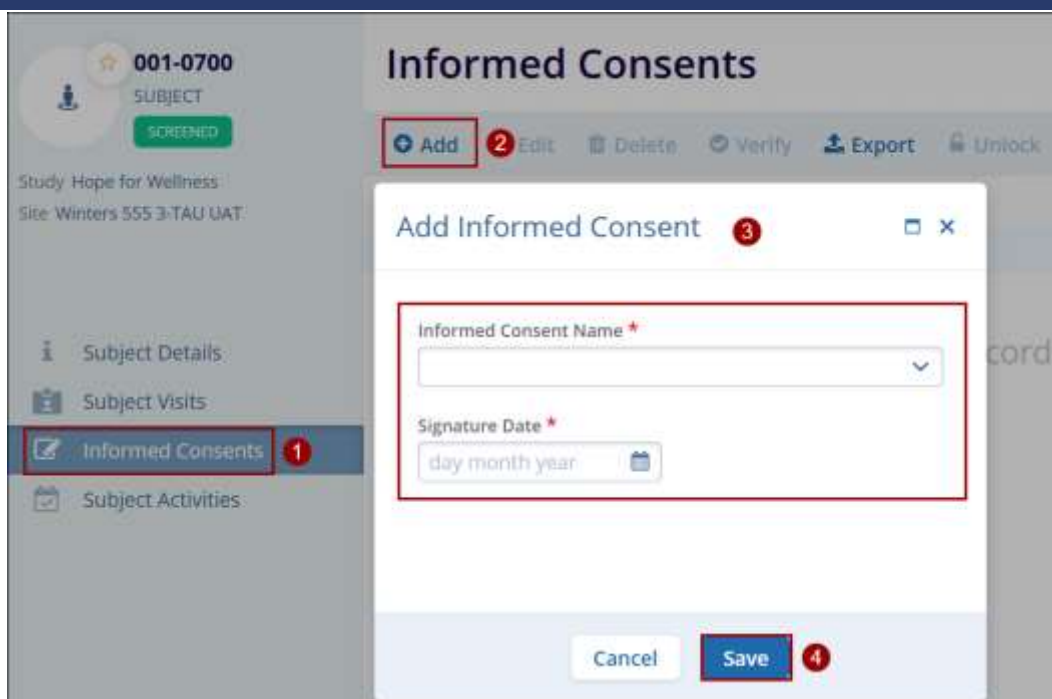 001-0700
SUBJECT
SCREENED
Study Hope for Wellness
Site Winters 555 3-TAU UAT
Subject Details
Subject Visits
Informed Consents 1
Subject Activities
Informed Consents
Add 2 Edit Delete Verify Export Unlock
Add Informed Consent 3
Informed Consent Name *
Signature Date *
day month year
Cancel Save 4